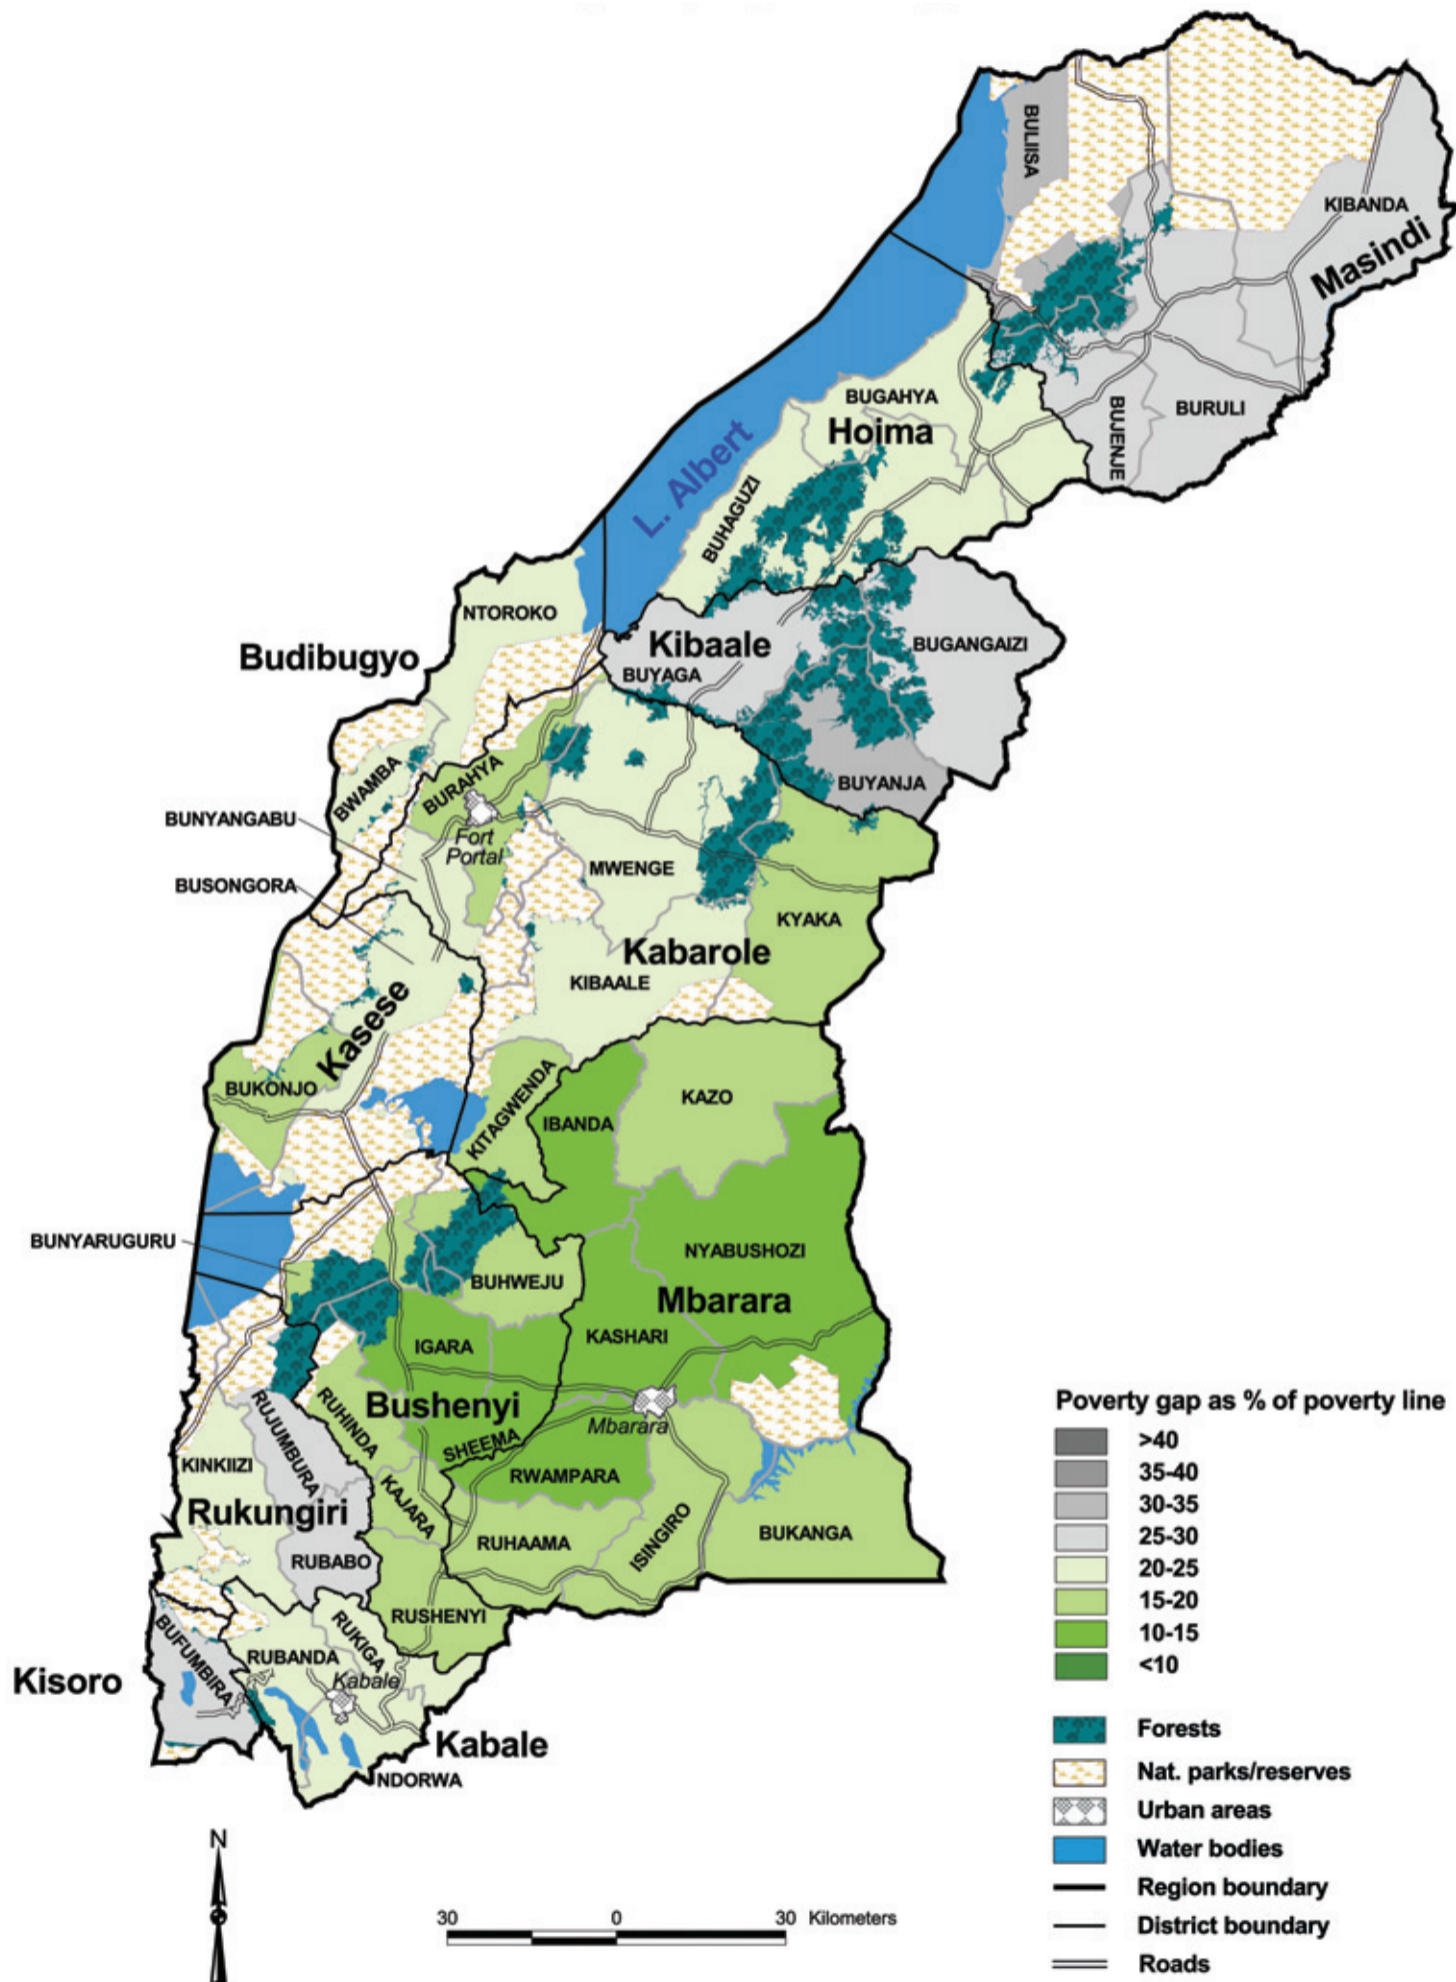 BULIISA
KIBANDA
Masindi
BUGAHYA
Hoima
BUJENJE
BURULI
L. Albert
BUHAGUZI
NTOROKO
Budibugyo
Kibaale
BUYAGA
BUGANGAIZI
BWAMBA
BURAHYA
BUYANJA
BUNYANGABU
Fort
Portal
MWENGE
BUSONGORA
KYAKA
Kabarole
KIBAALE
Kasese
BUKONJO
KITAGWENDA
IBANDA
KAZO
BUNYARUGURU
BUHWEJU
NYABUSHOZI
Mbarara
IGARA
KASHARI
Bushenyi
Mbarara
RUJUMBURA
RUHINDA
SHEEMA
KINKIIZI
RWAMPARA
Rukungiri
KAJARA
RUHAAMA
ISINGIRO
BUKANGA
RUBABO
RUSHENYI
BUFUMBIRA
RUBANDA
RUKIGA
Kisoro
Kabale
Kabale
NDORWA
Poverty gap as % of poverty line
>40
35-40
30-35
25-30
20-25
15-20
10-15
<10
Forests
Nat. parks/reserves
Urban areas
Water bodies
Region boundary
District boundary
Roads
N
30 0 30 Kilometers